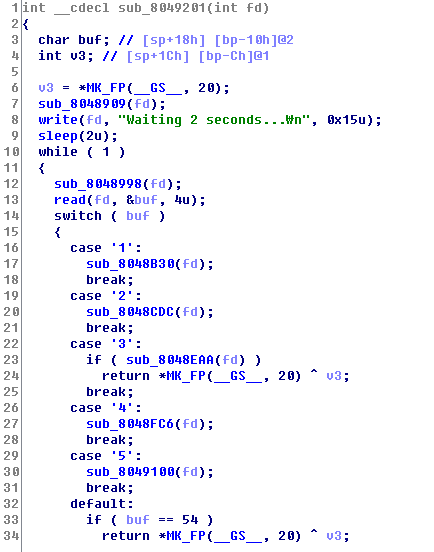 1 int __cdecl sub_8049201(int fd)
2 {
3 char buf; // [sp+18h] [bp-10h]@2
4 int v3; // [sp+1Ch] [bp-Ch]@1
5
6 v3 = *MK_FP(__GS__, 20);
7 sub_8048909(fd);
8 write(fd, "Waiting 2 seconds...₩n", 0x15u);
9 sleep(2u);
10 while ( 1 )
11 {
12 sub_8048998(fd);
13 read(fd, &buf, 4u);
14 switch ( buf )
15 {
16 case '1':
17 sub_8048B30(fd);
18 break;
19 case '2':
20 sub_8048CDC(fd);
21 break;
22 case '3':
23 if ( sub_8048EAA(fd) )
24 return *MK_FP(__GS__, 20) ^ v3;
25 break;
26 case '4':
27 sub_8048FC6(fd);
28 break;
29 case '5':
30 sub_8049100(fd);
31 break;
32 default:
33 if ( buf == 54 )
34 return *MK_FP(__GS__, 20) ^ v3;